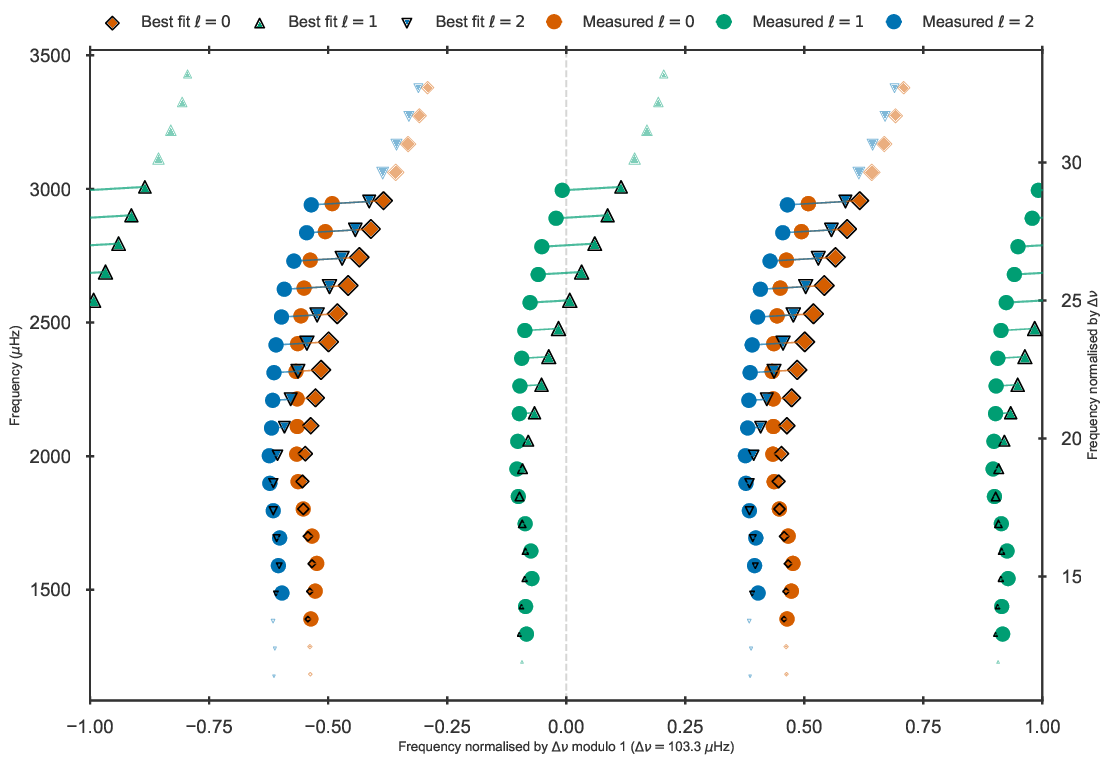 Best fit ℓ = 0 Best fit ℓ = 1 Best fit ℓ = 2 Measured ℓ = 0 Measured ℓ = 1 Measured ℓ = 2
3500
3000
2500
2000
1500
Frequency (μHz)
30
25
20
15
Frequency normalised by Δν
−1.00 −0.75 −0.50 −0.25 0.00 0.25 0.50 0.75 1.00
Frequency normalised by Δν modulo 1 (Δν = 103.3 μHz)